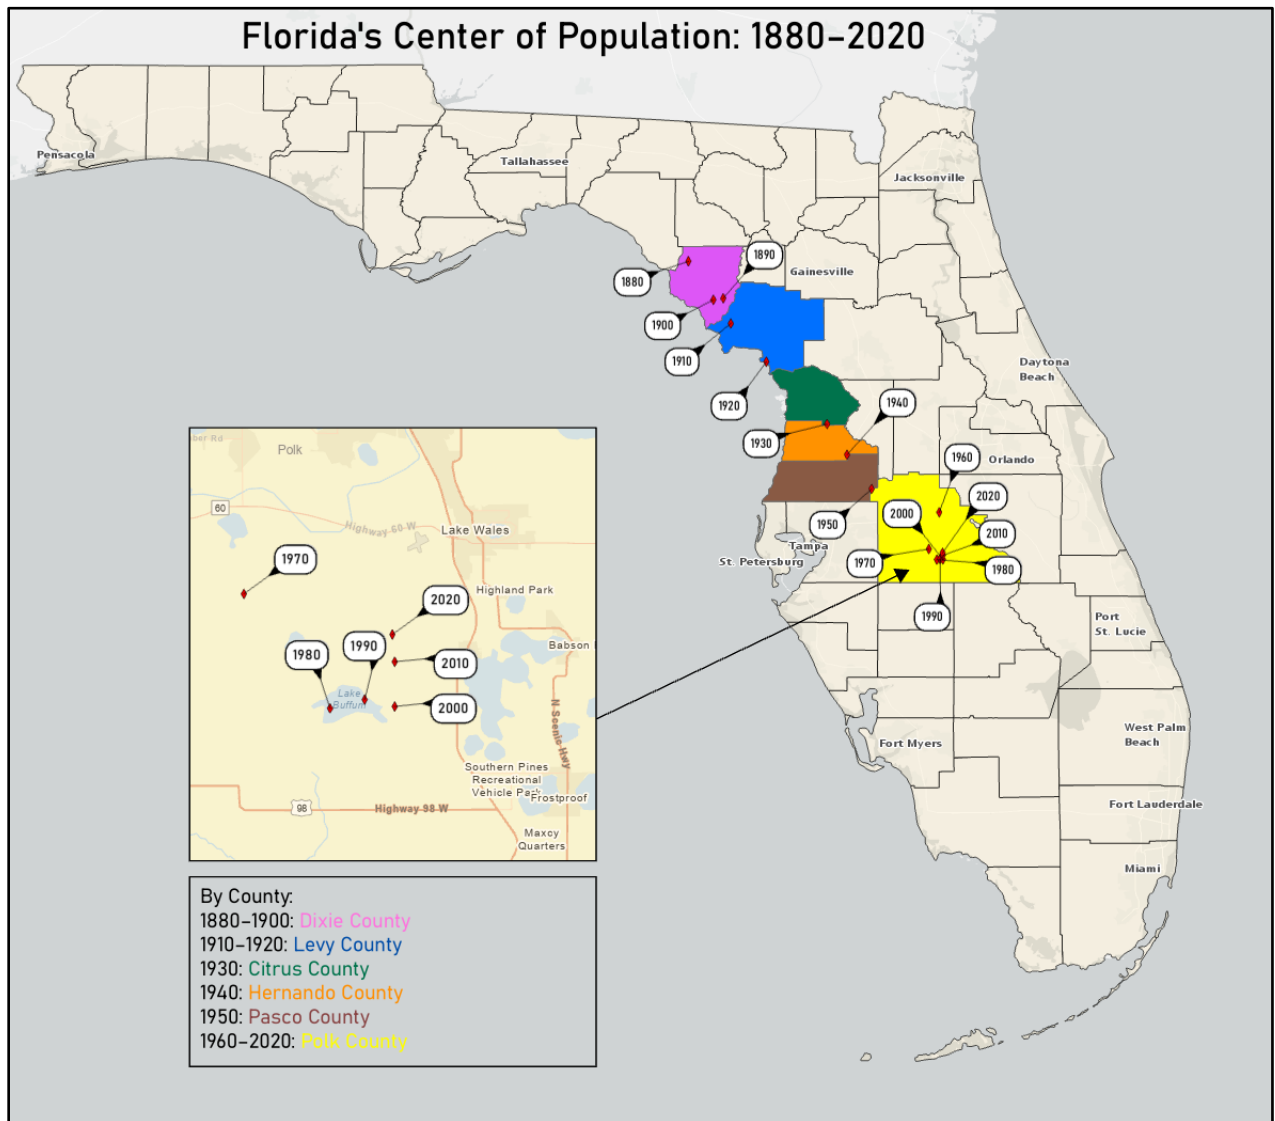 Florida's Center of Population: 1880–2020
Pensacola
Tallahassee
Jacksonville
1890
Gainesville
1880
1900
1910
Daytona
Beach
1920
1940
1930
1960
Orlando
2020
2000
1950
2010
Tampa
St. Petersburg
1970
1980
1990
Port
St. Lucie
West Palm
Beach
Fort Myers
Fort Lauderdale
Miami
Polk
60
Highway 60 W
Lake Wales
1970
Highland Park
2020
1990
Babson
1980
2010
Lake
Buffum
2000
N Scenic Hwy
Southern Pines
Recreational
Vehicle Park
Frostproof
98
Highway 98 W
Maxcy
Quarters
By County:
1880–1900: Dixie County
1910–1920: Levy County
1930: Citrus County
1940: Hernando County
1950: Pasco County
1960–2020: Polk County